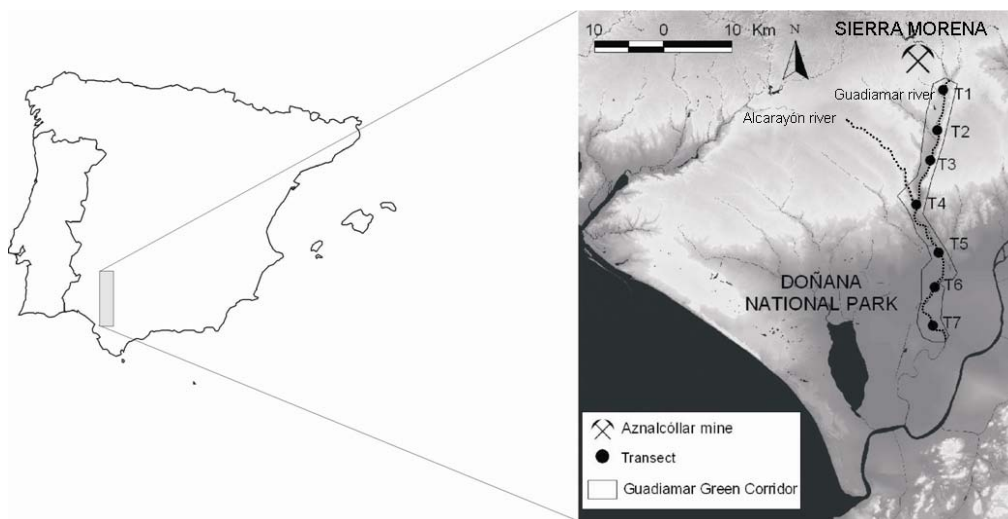 10 0 10 Km
N
SIERRA MORENA
Guadiamar river
T1
Alcarayón river
T2
T3
T4
T5
DOÑANA
NATIONAL PARK
T6
T7
Aznalcóllar mine
Transect
Guadiamar Green Corridor